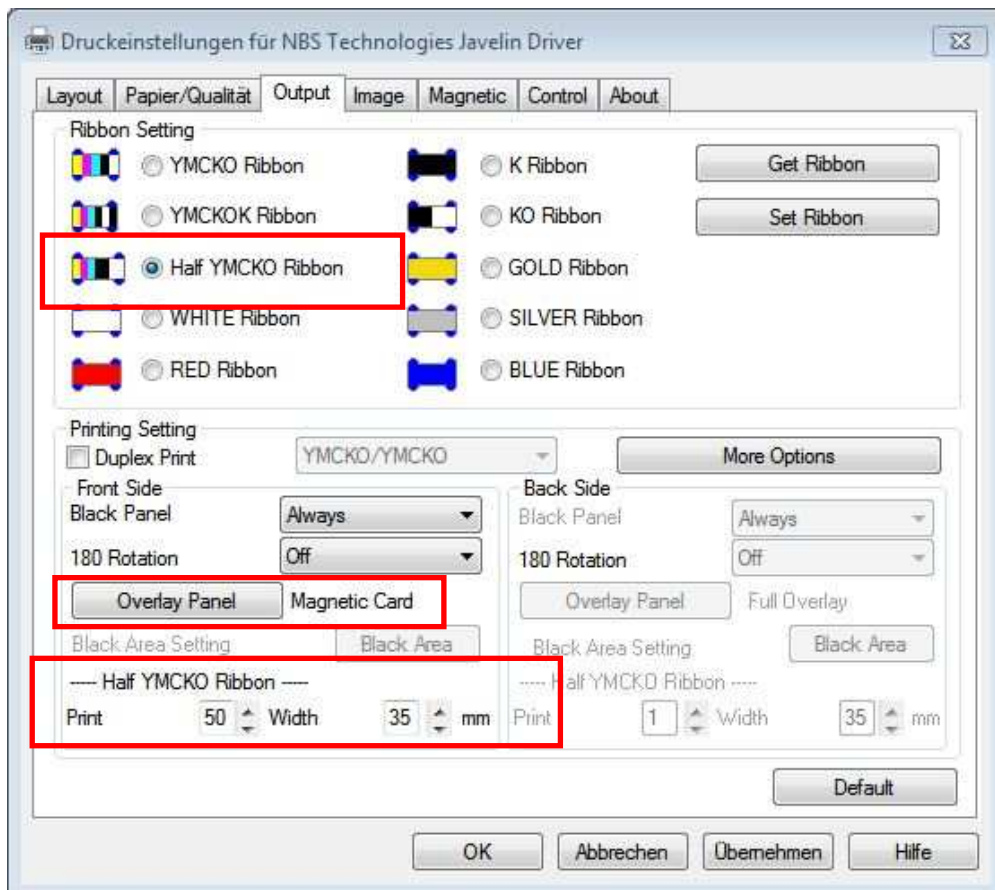 Druckeinstellungen für NBS Technologies Javelin Driver
Layout Papier/Qualität Output Image Magnetic Control About
Ribbon Setting
YMCKO Ribbon K Ribbon Get Ribbon
YMCKOK Ribbon KO Ribbon Set Ribbon
Half YMCKO Ribbon GOLD Ribbon
WHITE Ribbon SILVER Ribbon
RED Ribbon BLUE Ribbon
Printing Setting
Duplex Print YMCKO/YMCKO More Options
Front Side
Black Panel Always
180 Rotation Off
Overlay Panel Magnetic Card
Black Area Setting Black Area
----- Half YMCKO Ribbon -----
Print 50 Width 35 mm
Back Side
Black Panel Always
180 Rotation Off
Overlay Panel Full Overlay
Black Area Setting Black Area
----- Half YMCKO Ribbon -----
Print 1 Width 35 mm
Default
OK Abbrechen Übernehmen Hilfe